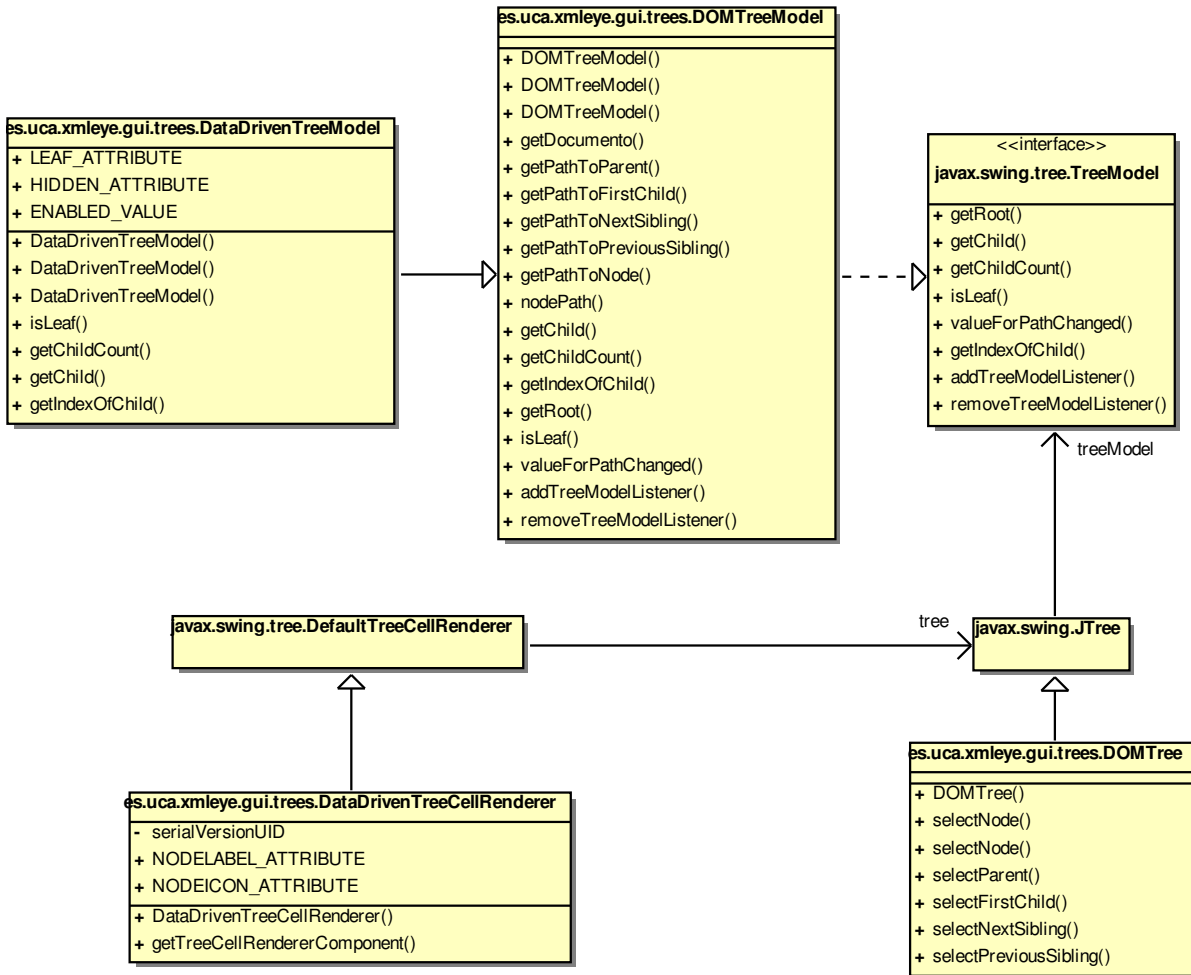 es.uca.xmleye.gui.trees.DOMTreeModel
+ DOMTreeModel()
+ DOMTreeModel()
+ DOMTreeModel()
+ getDocumento()
+ getPathToParent()
+ getPathToFirstChild()
+ getPathToNextSibling()
+ getPathToPreviousSibling()
+ getPathToNode()
+ nodePath()
+ getChild()
+ getChildCount()
+ getIndexOfChild()
+ getRoot()
+ isLeaf()
+ valueForPathChanged()
+ addTreeModelListener()
+ removeTreeModelListener()
es.uca.xmleye.gui.trees.DataDrivenTreeModel
+ LEAF_ATTRIBUTE
+ HIDDEN_ATTRIBUTE
+ ENABLED_VALUE
+ DataDrivenTreeModel()
+ DataDrivenTreeModel()
+ DataDrivenTreeModel()
+ isLeaf()
+ getChildCount()
+ getChild()
+ getIndexOfChild()
<<interface>>
javax.swing.tree.TreeModel
+ getRoot()
+ getChild()
+ getChildCount()
+ isLeaf()
+ valueForPathChanged()
+ getIndexOfChild()
+ addTreeModelListener()
+ removeTreeModelListener()
treeModel
javax.swing.tree.DefaultTreeCellRenderer
tree
javax.swing.JTree
es.uca.xmleye.gui.trees.DataDrivenTreeCellRenderer
- serialVersionUID
+ NODELABEL_ATTRIBUTE
+ NODEICON_ATTRIBUTE
+ DataDrivenTreeCellRenderer()
+ getTreeCellRendererComponent()
es.uca.xmleye.gui.trees.DOMTree
+ DOMTree()
+ selectNode()
+ selectNode()
+ selectParent()
+ selectFirstChild()
+ selectNextSibling()
+ selectPreviousSibling()